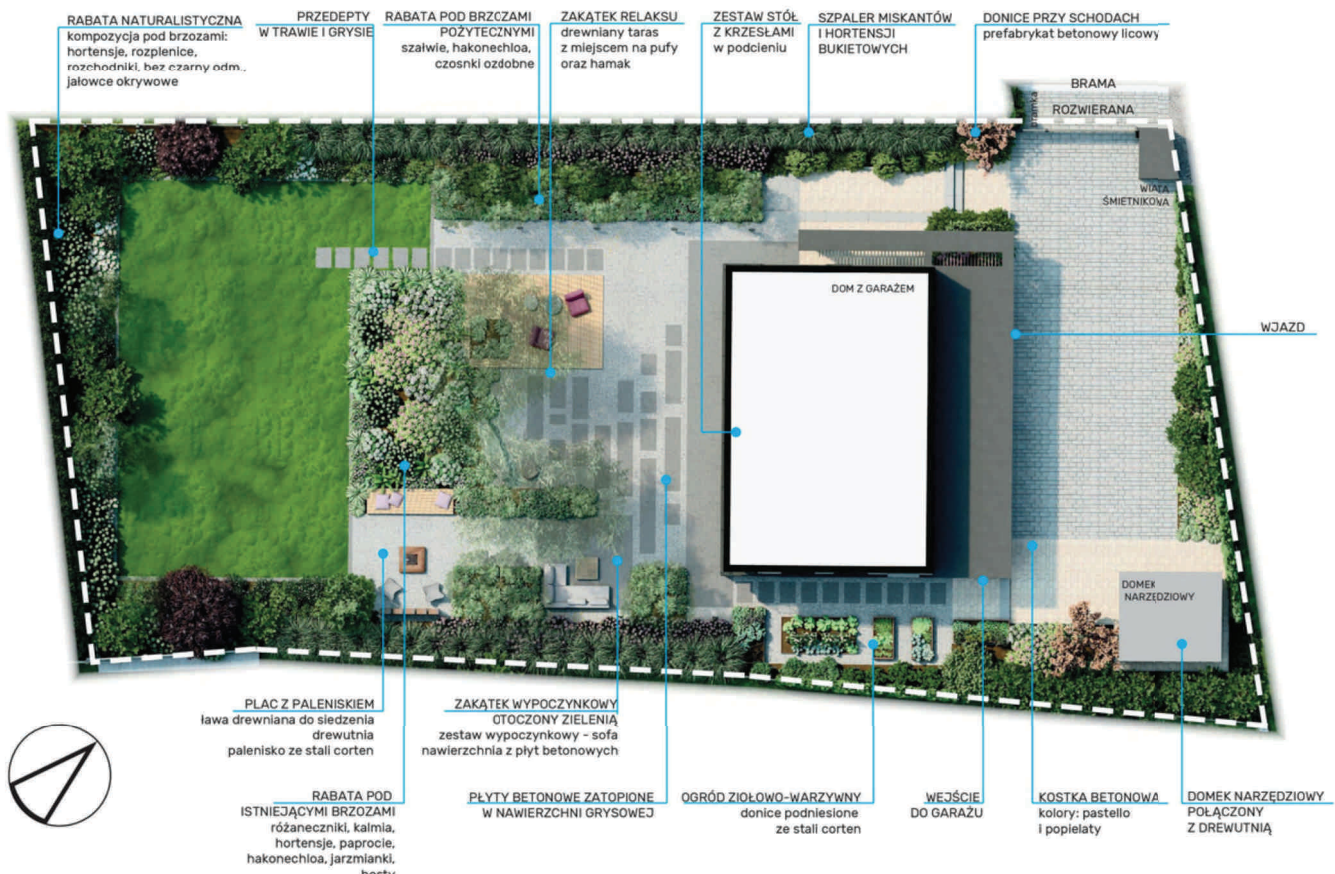 RABATA NATURALISTYCZNA
kompozycja pod brzozami:
hortensje, rozplenice,
rozchodniki, bez czarny odm.,
jałowce okrywowe
PRZEDEPTY
W TRAWIE I GRYSIE
RABATA POD BRZOZAMI
POŻYTECZNYMI
szałwie, hakonechloa,
czosnki ozdobne
ZAKĄTEK RELAKSU
drewniany taras
z miejscem na pufy
oraz hamak
ZESTAW STÓŁ
Z KRZESŁAMI
w podcieniu
SZPALER MISKANTÓW
I HORTENSJI
BUKIETOWYCH
DONICE PRZY SCHODACH
prefabrykat betonowy licowy
BRAMA
ROZWIERANA
furtka
WIATA
ŚMIETNIKOWA
DOM Z GARAŻEM
WJAZD
DOMEK
NARZĘDZIOWY
PLAC Z PALENISKIEM
ława drewniana do siedzenia
drewutnia
palenisko ze stali corten
ZAKĄTEK WYPOCZYNKOWY
OTOCZONY ZIELENIĄ
zestaw wypoczynkowy - sofa
nawierzchnia z płyt betonowych
RABATA POD
ISTNIEJĄCYMI BRZOZAMI
różaneczniki, kalmia,
hortensje, paprocie,
hakonechloa, jarzmianki,
hosty
PŁYTY BETONOWE ZATOPIONE
W NAWIERZCHNI GRYSOWEJ
OGRÓD ZIOŁOWO-WARZYWNY
donice podniesione
ze stali corten
WEJŚCIE
DO GARAŻU
KOSTKA BETONOWA
kolory: pastello
i popielaty
DOMEK NARZĘDZIOWY
POŁĄCZONY
Z DREWUTNIĄ